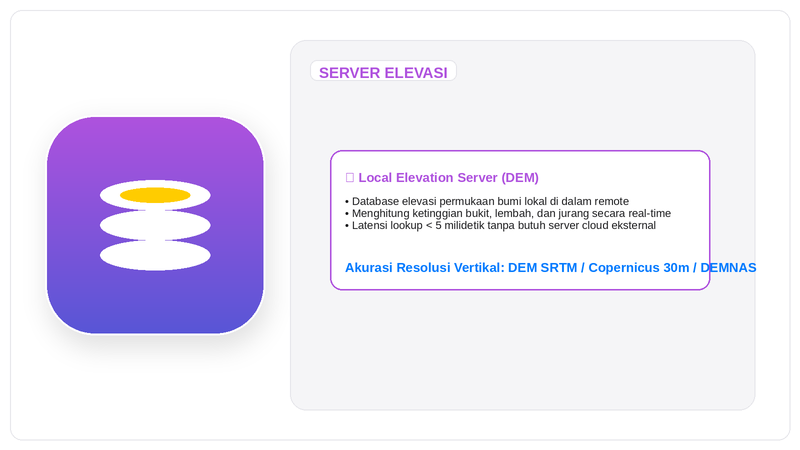 SERVER ELEVASI
▯ Local Elevation Server (DEM)
• Database elevasi permukaan bumi lokal di dalam remote
• Menghitung ketinggian bukit, lembah, dan jurang secara real-time
• Latensi lookup < 5 milidetik tanpa butuh server cloud eksternal
Akurasi Resolusi Vertikal: DEM SRTM / Copernicus 30m / DEMNAS